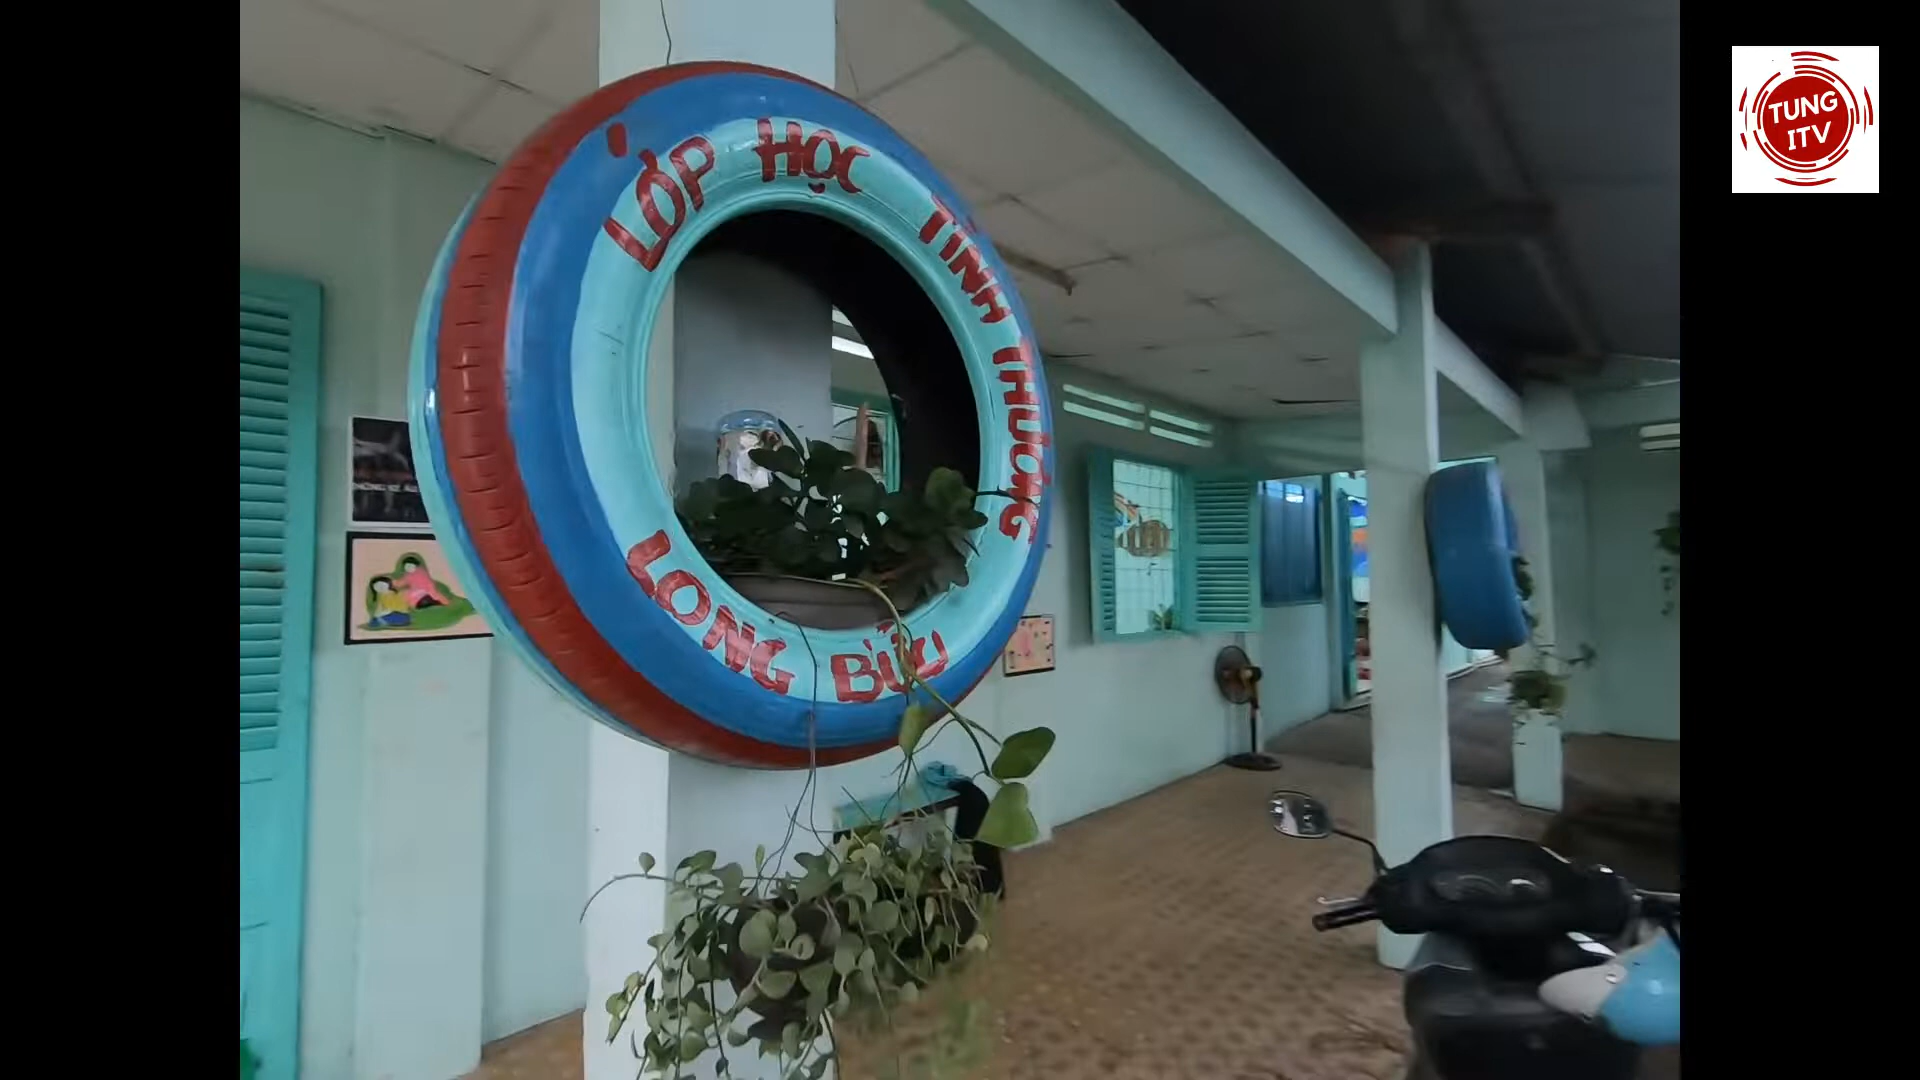 LỚP HỌC TÌNH THƯƠNG
LONG BỬU
TUNG
ITV